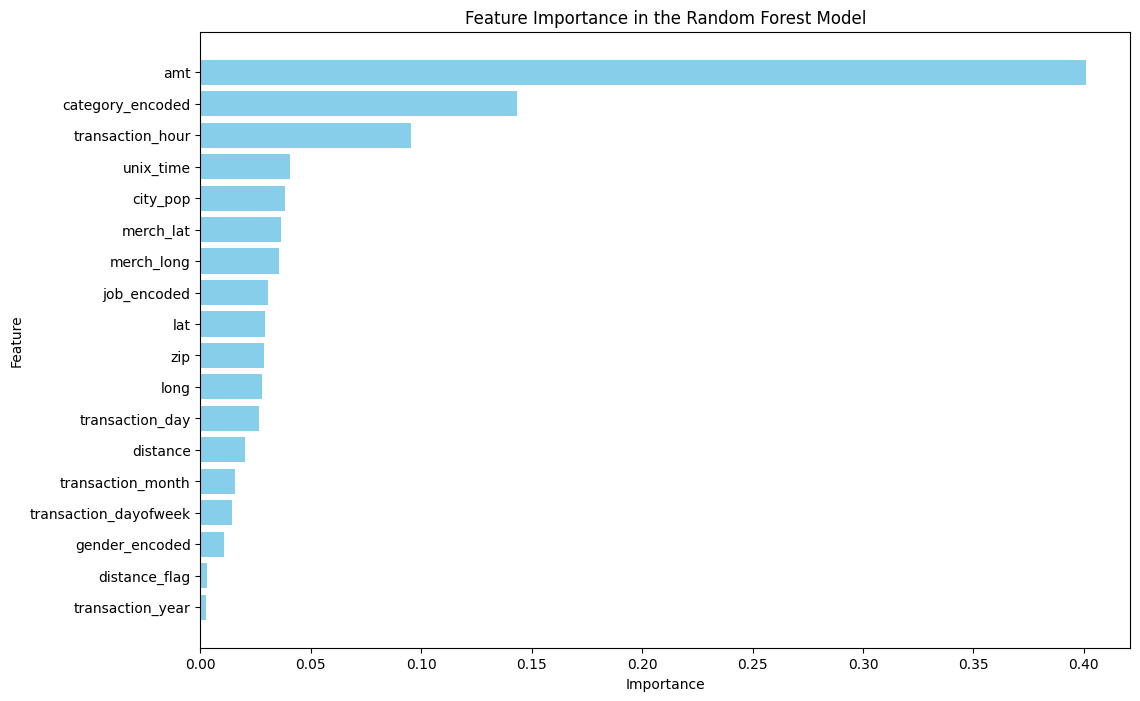 Feature Importance in the Random Forest Model
amt
category_encoded
transaction_hour
unix_time
city_pop
merch_lat
merch_long
job_encoded
lat
zip
long
transaction_day
distance
transaction_month
transaction_dayofweek
gender_encoded
distance_flag
transaction_year
Feature
0.00 0.05 0.10 0.15 0.20 0.25 0.30 0.35 0.40
Importance